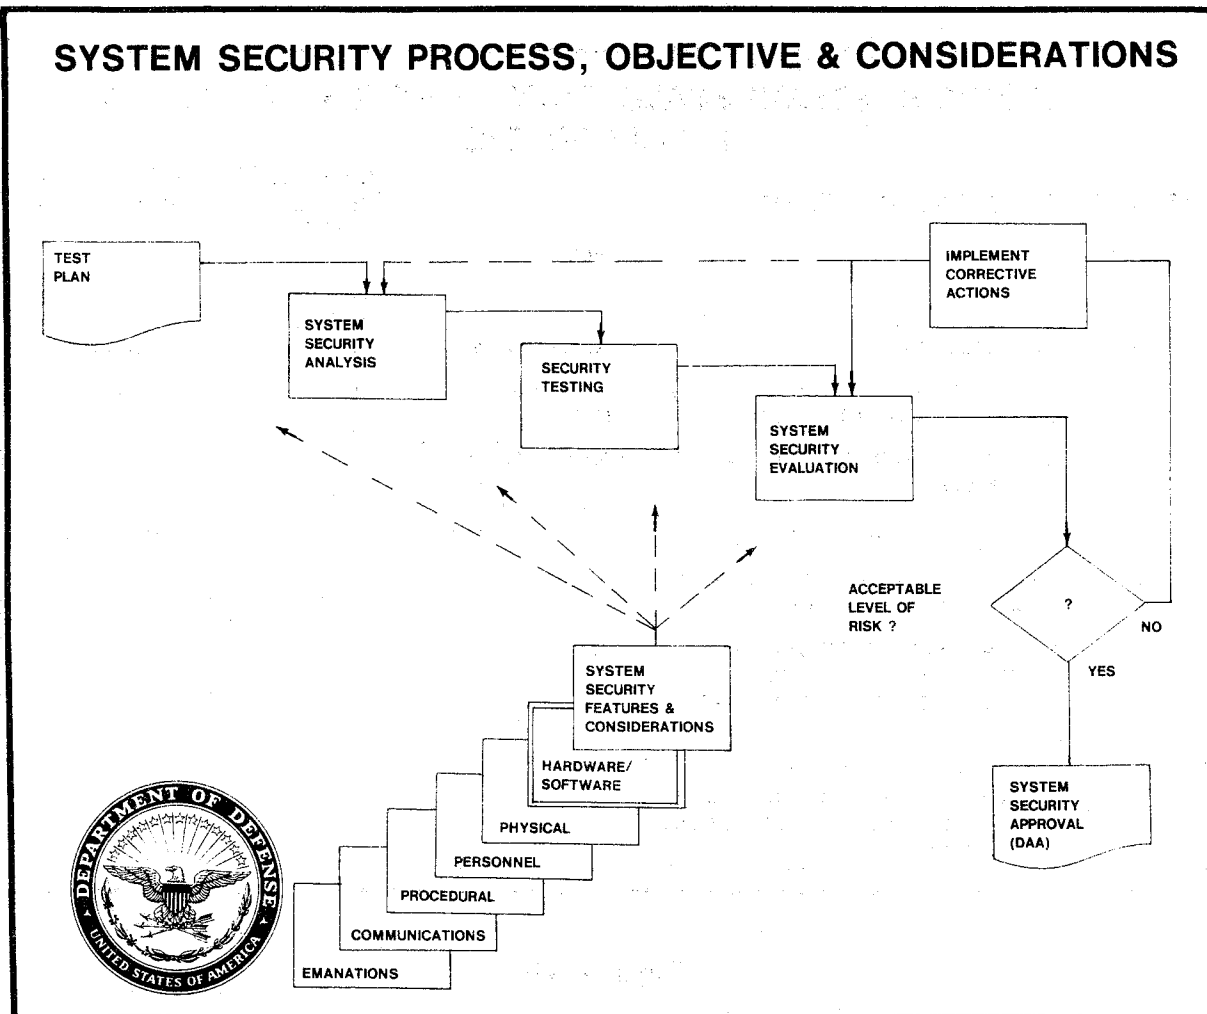 SYSTEM SECURITY PROCESS, OBJECTIVE & CONSIDERATIONS
TEST
PLAN
SYSTEM
SECURITY
ANALYSIS
SECURITY
TESTING
SYSTEM
SECURITY
EVALUATION
IMPLEMENT
CORRECTIVE
ACTIONS
ACCEPTABLE
LEVEL OF
RISK ?
?
NO
YES
SYSTEM
SECURITY
APPROVAL
(DAA)
SYSTEM
SECURITY
FEATURES &
CONSIDERATIONS
HARDWARE/
SOFTWARE
PHYSICAL
PERSONNEL
PROCEDURAL
COMMUNICATIONS
EMANATIONS
DEPARTMENT OF DEFENSE
UNITED STATES OF AMERICA